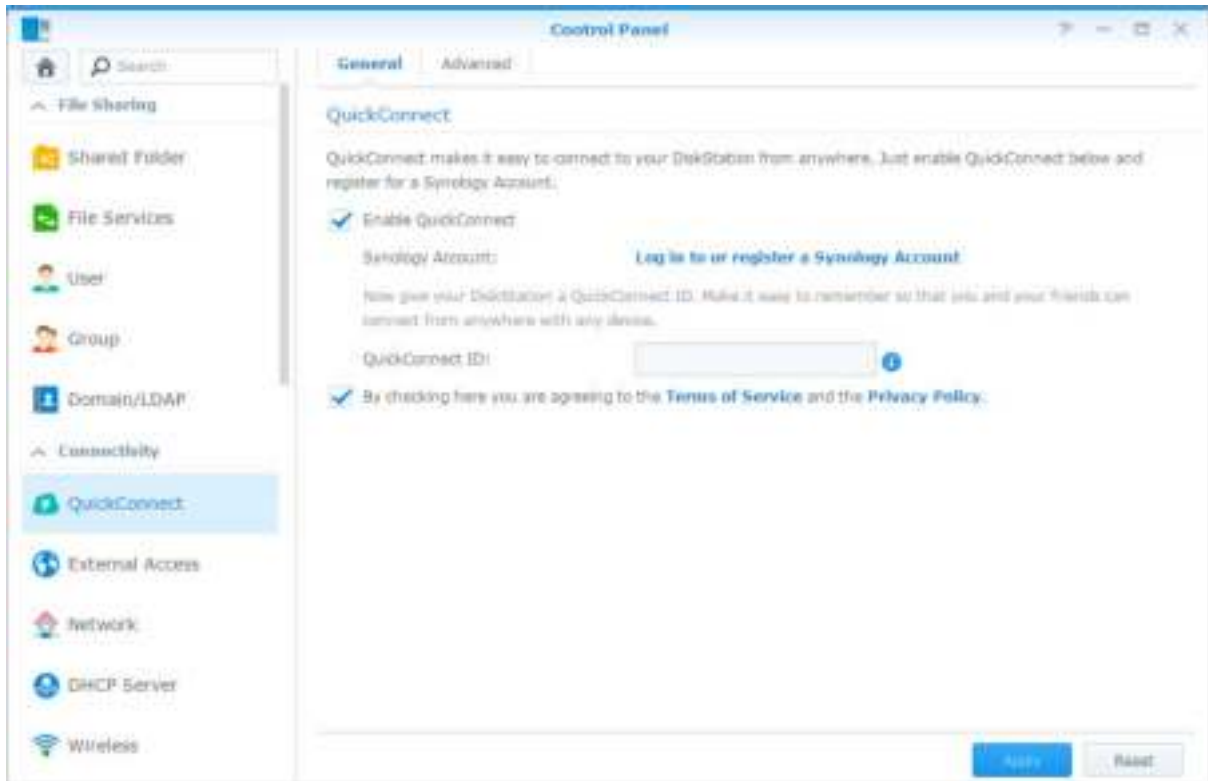 Control Panel
Search
General Advanced
File Sharing
Shared Folder
File Services
User
Group
Domain/LDAP
Connectivity
QuickConnect
External Access
Network
DHCP Server
Wireless
QuickConnect
QuickConnect makes it easy to connect to your DiskStation from anywhere. Just enable QuickConnect below and
register for a Synology Account.
Enable QuickConnect
Synology Account: Log in to or register a Synology Account
Now give your DiskStation a QuickConnect ID. Make it easy to remember so that you and your friends can
connect from anywhere with any device.
QuickConnect ID:
By checking here you are agreeing to the Terms of Service and the Privacy Policy.
Apply Reset